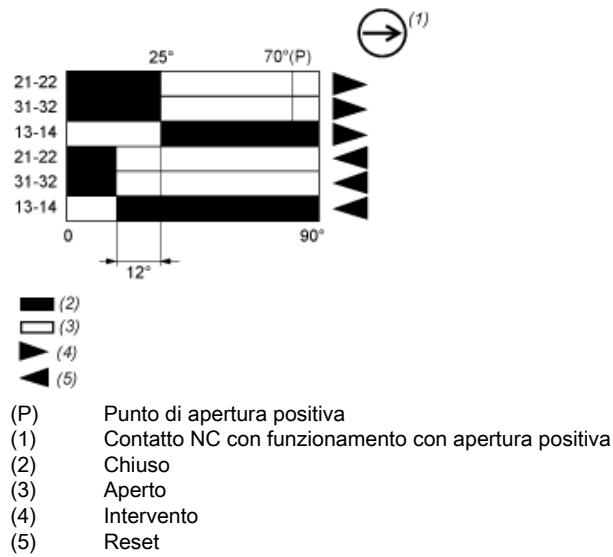 (1)
25° 70°(P)
21-22
31-32
13-14
21-22
31-32
13-14
0 90°
12°
(2)
(3)
(4)
(5)
(P) Punto di apertura positiva
(1) Contatto NC con funzionamento con apertura positiva
(2) Chiuso
(3) Aperto
(4) Intervento
(5) Reset